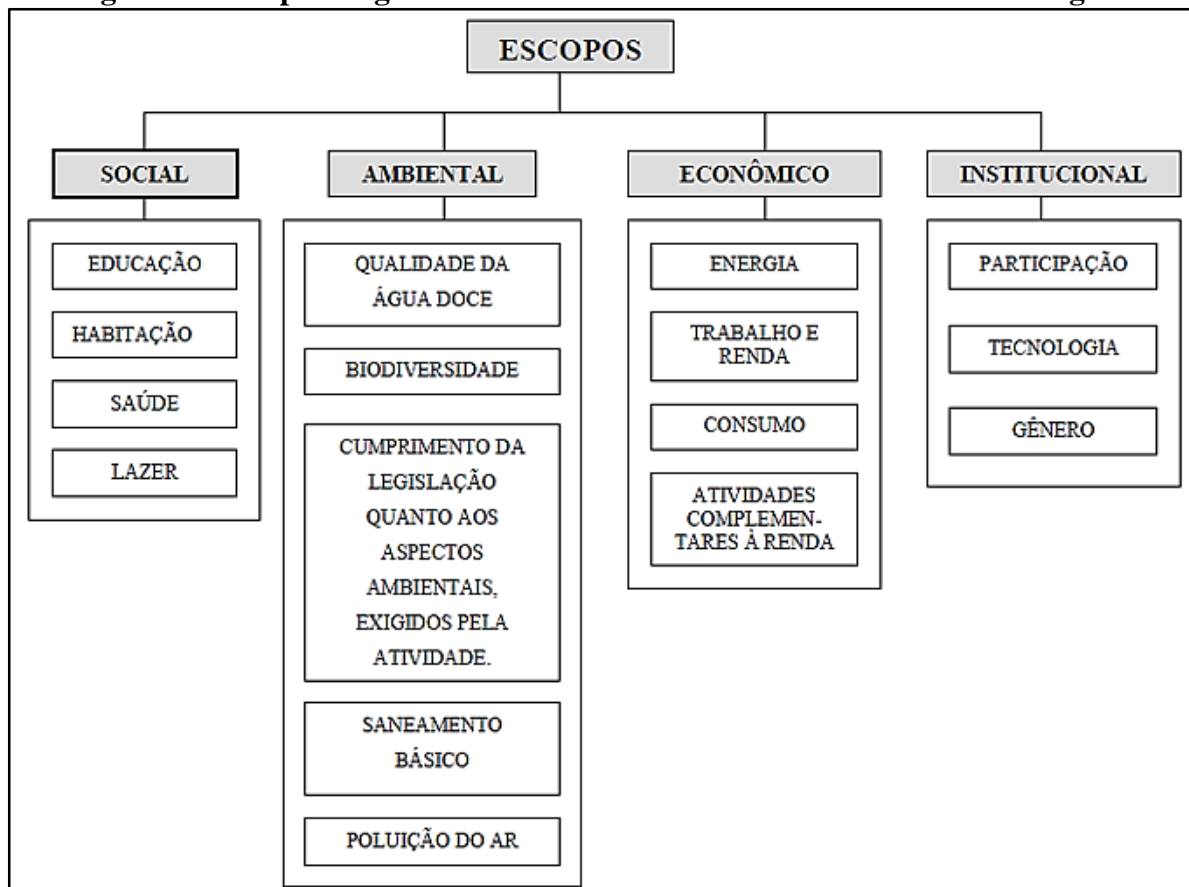 ESCOPOS
SOCIAL
EDUCAÇÃO
HABITAÇÃO
SAÚDE
LAZER
AMBIENTAL
QUALIDADE DA
ÁGUA DOCE
BIODIVERSIDADE
CUMPRIMENTO DA
LEGISLAÇÃO
QUANTO AOS
ASPECTOS
AMBIENTAIS,
EXIGIDOS PELA
ATIVIDADE.
SANEAMENTO
BÁSICO
POLUIÇÃO DO AR
ECONÔMICO
ENERGIA
TRABALHO E
RENDA
CONSUMO
ATIVIDADES
COMPLEMEN-
TARES À RENDA
INSTITUCIONAL
PARTICIPAÇÃO
TECNOLOGIA
GÊNERO